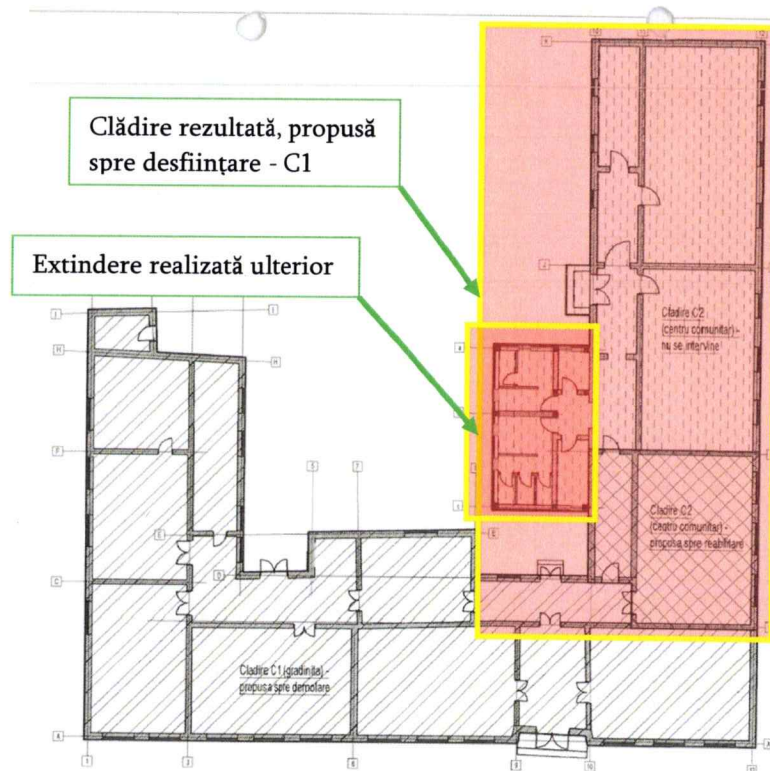 Clădire rezultată, propusă
spre desființare - C1
Extindere realizată ulterior
Cladire C2
(centru comunitar) -
nu se intervine
Cladire C2
(centru comunitar) -
propusa spre reabilitare
Cladire C1 (gradinita) -
propusa spre demolare